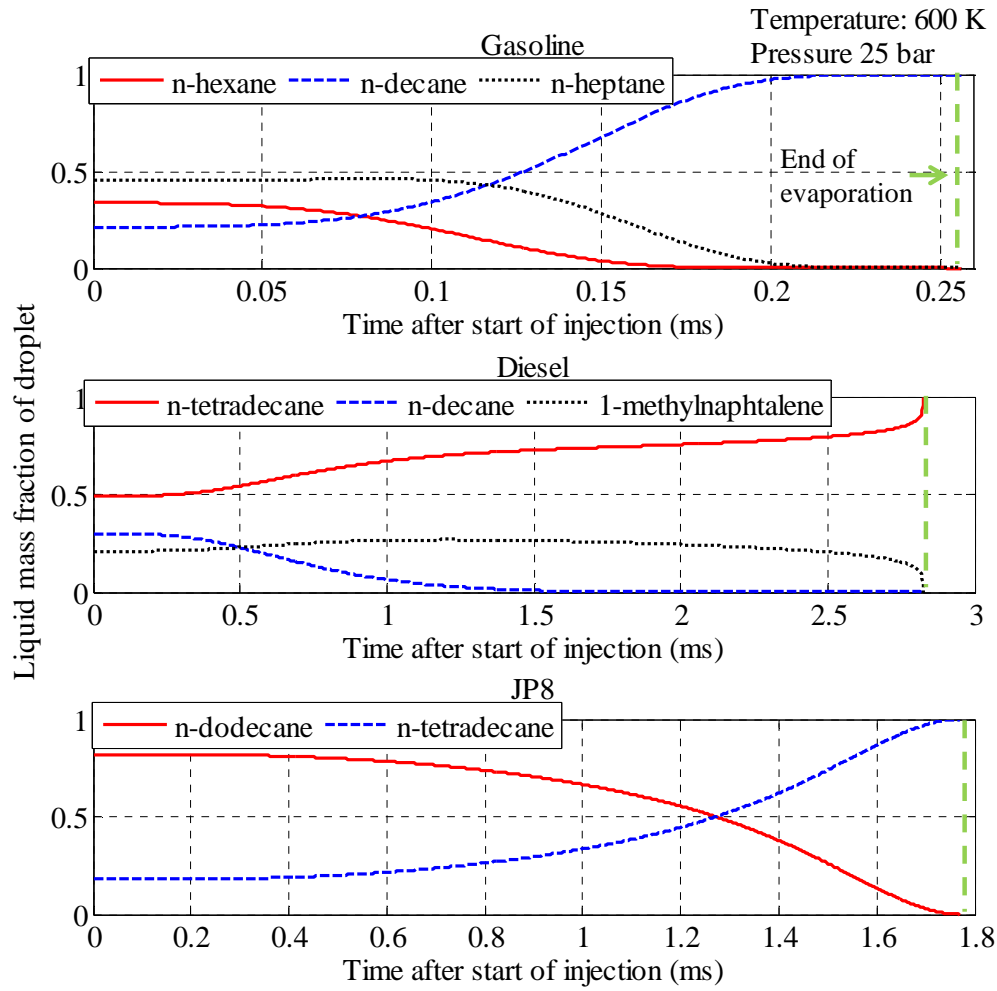 Temperature: 600 K
Pressure 25 bar
Gasoline
n-hexane n-decane n-heptane
1
0.5
0
End of
evaporation
0 0.05 0.1 0.15 0.2 0.25
Time after start of injection (ms)
Liquid mass fraction of droplet
Diesel
n-tetradecane n-decane 1-methylnaphtalene
1
0.5
0
0 0.5 1 1.5 2 2.5 3
Time after start of injection (ms)
JP8
n-dodecane n-tetradecane
1
0.5
0
0 0.2 0.4 0.6 0.8 1 1.2 1.4 1.6 1.8
Time after start of injection (ms)